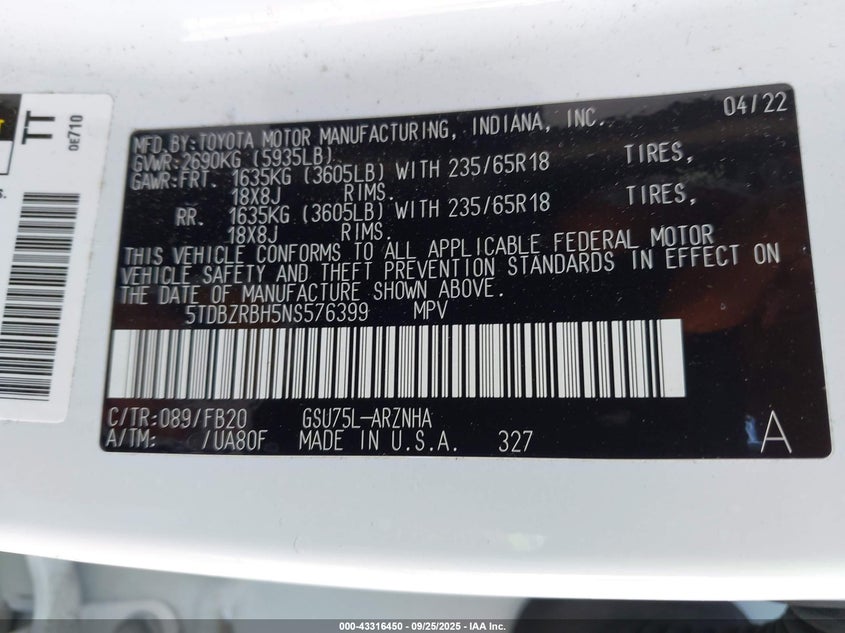 TT
0E710
S.
04/22
MFD. BY:TOYOTA MOTOR MANUFACTURING, INDIANA, INC.
GVWR:2690KG (5935LB)
GAWR:FRT. 1635KG (3605LB) WITH 235/65R18 TIRES,
18X8J RIMS.
RR. 1635KG (3605LB) WITH 235/65R18 TIRES,
18X8J RIMS.
THIS VEHICLE CONFORMS TO ALL APPLICABLE FEDERAL MOTOR
VEHICLE SAFETY AND THEFT PREVENTION STANDARDS IN EFFECT ON
THE DATE OF MANUFACTURE SHOWN ABOVE.
5TDBZRBH5NS576399 MPV
C/TR:089/FB20 GSU75L-ARZNHA
A/TM: /UA80F MADE IN U.S.A. 327 A
000-43316450 - 09/25/2025 - IAA Inc.